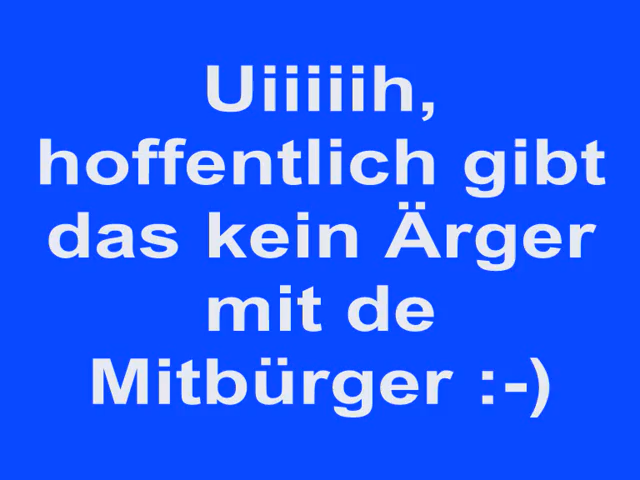 Uiiiiih,
hoffentlich gibt
das kein Ärger
mit de
Mitbürger :-)